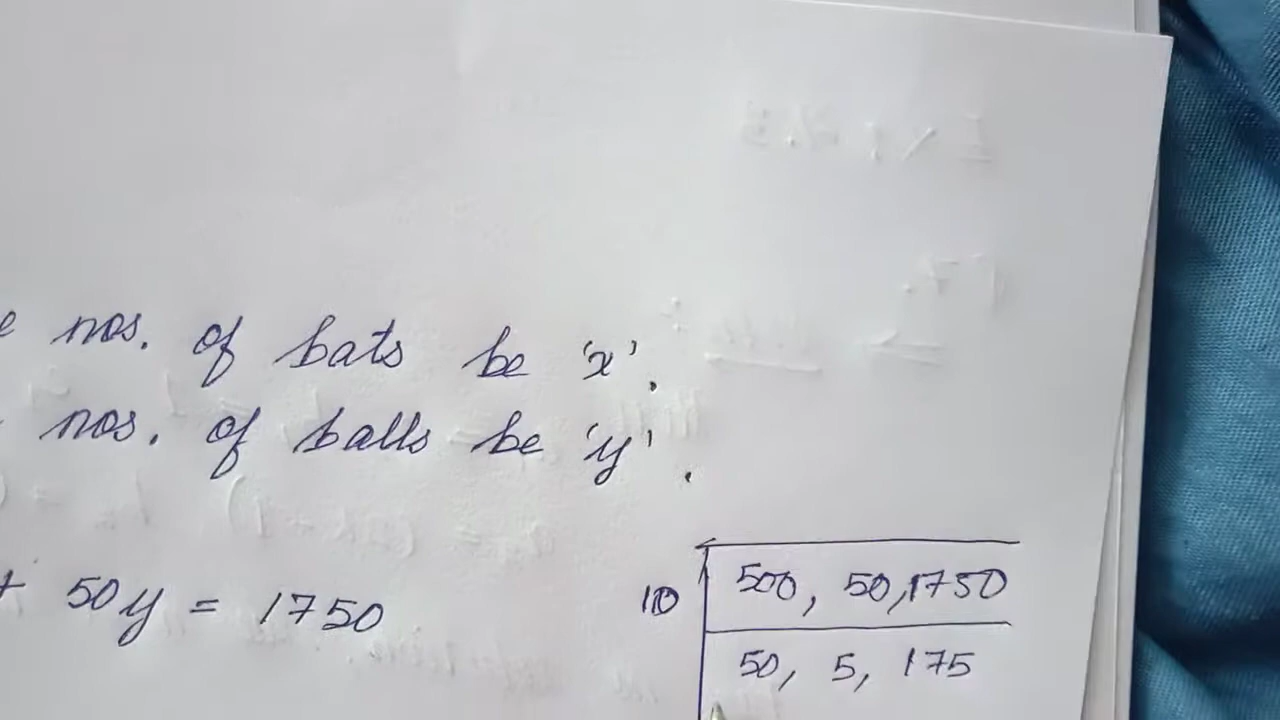 nos. of bats be 'x'.
nos. of balls be 'y'.
+ 50y = 1750
10 500, 50,1750
50, 5, 175